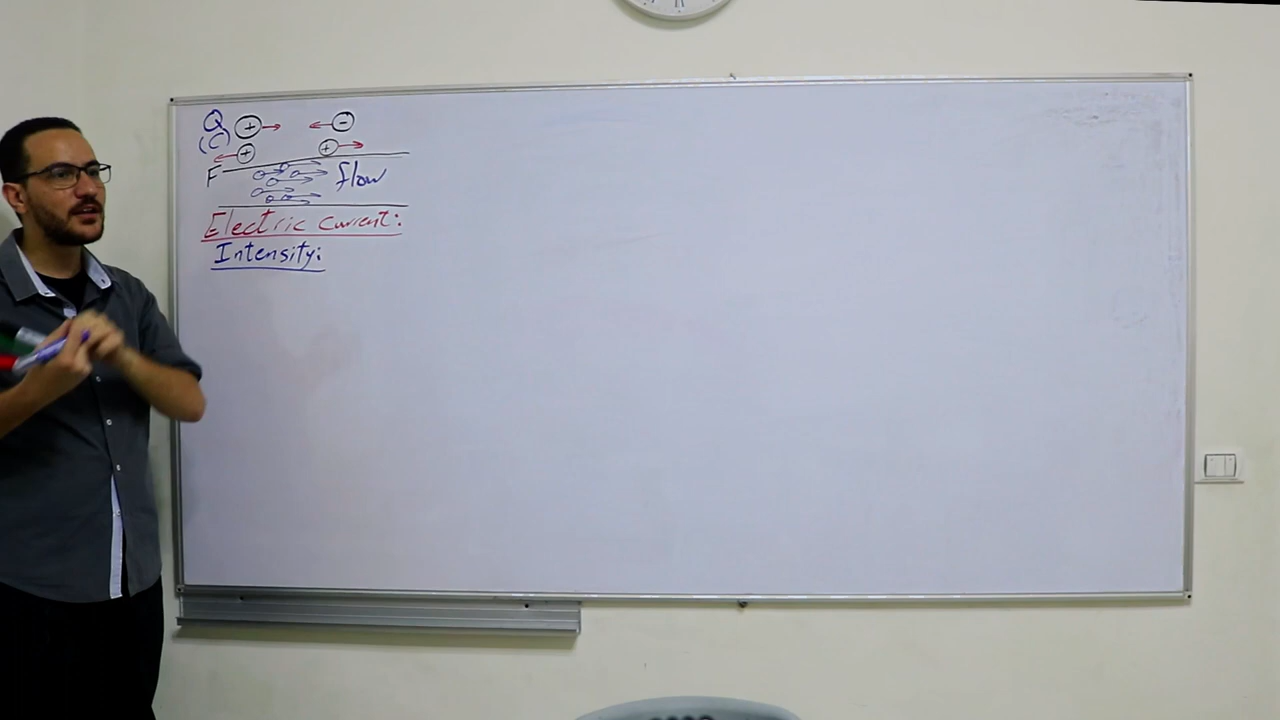 Q + -
(C) + +
F flow
Electric current:
Intensity: